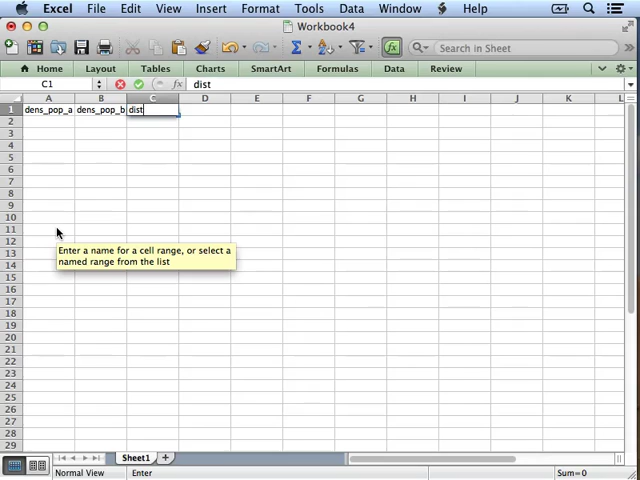 Excel File Edit View Insert Format Tools Data Window Help
Workbook4
Search in Sheet
Home Layout Tables Charts SmartArt Formulas Data Review
C1 fx dist
A B C D E F G H I J K L
1 dens_pop_a dens_pop_b dist
2
3
4
5
6
7
8
9
10
11
12
Enter a name for a cell range, or select a
13
named range from the list
14
15
16
17
18
19
20
21
22
23
24
25
26
27
28
29
Sheet1
Normal View Enter Sum=0